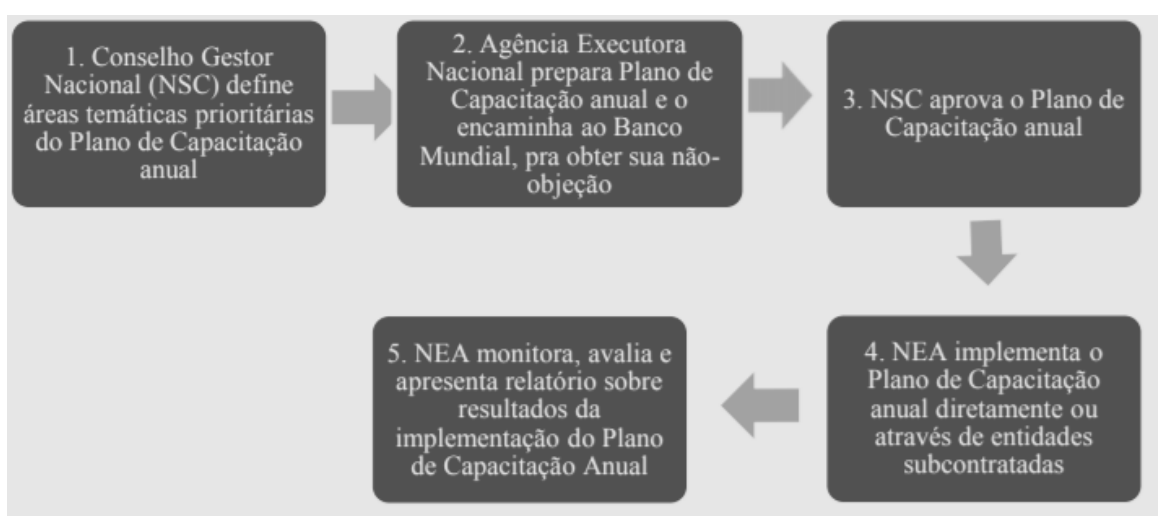 1. Conselho Gestor
Nacional (NSC) define
áreas temáticas prioritárias
do Plano de Capacitação
anual
2. Agência Executora
Nacional prepara Plano de
Capacitação anual e o
encaminha ao Banco
Mundial, pra obter sua não-
objeção
3. NSC aprova o Plano de
Capacitação anual
4. NEA implementa o
Plano de Capacitação
anual diretamente ou
através de entidades
subcontratadas
5. NEA monitora, avalia e
apresenta relatório sobre
resultados da
implementação do Plano
de Capacitação Anual